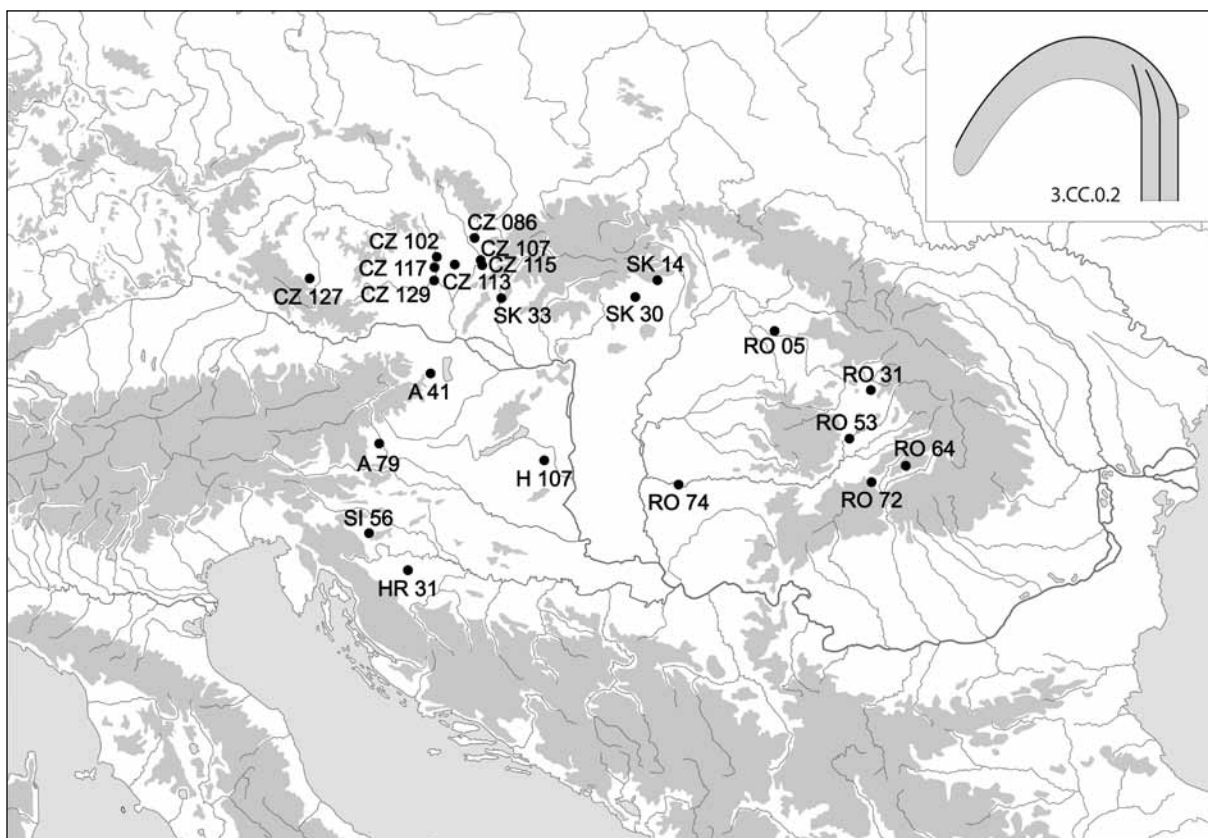 3.CC.0.2
CZ 086
CZ 102
CZ 107
CZ 117
CZ 115
CZ 113
CZ 127
CZ 129
SK 14
SK 33
SK 30
RO 05
A 41
RO 31
RO 53
A 79
RO 64
H 107
RO 72
RO 74
SI 56
HR 31